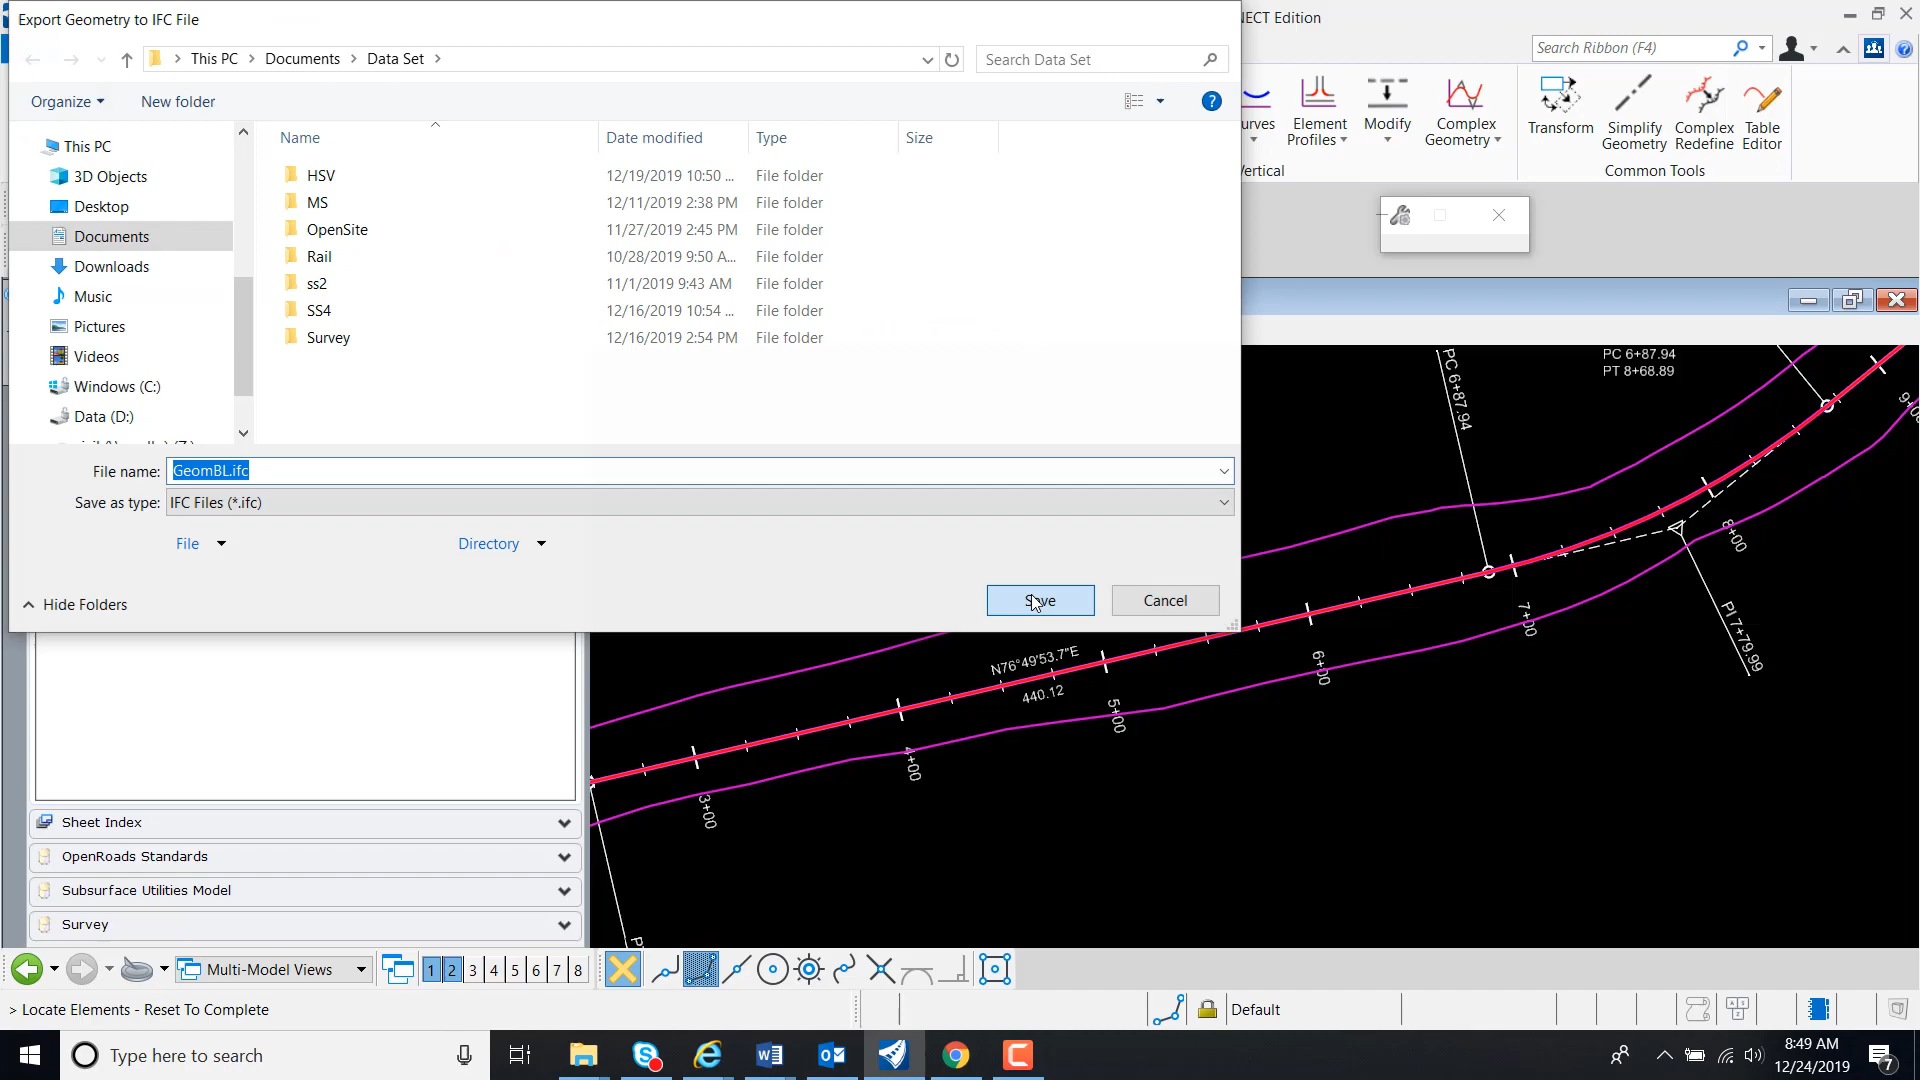 Export Geometry to IFC File
NECT Edition
This PC
Documents
Data Set
Search Data Set
Search Ribbon (F4)
Organize
New folder
urves
Element Profiles
Modify
Complex Geometry
Transform
Simplify Geometry
Complex Redefine
Table Editor
ertical
Common Tools
Name Date modified Type Size
This PC
3D Objects
Desktop
Documents
Downloads
Music
Pictures
Videos
Windows (C:)
Data (D:)
HSV 12/19/2019 10:50 ... File folder
MS 12/11/2019 2:38 PM File folder
OpenSite 11/27/2019 2:45 PM File folder
Rail 10/28/2019 9:50 A... File folder
ss2 11/1/2019 9:43 AM File folder
SS4 12/16/2019 10:54 ... File folder
Survey 12/16/2019 2:54 PM File folder
File name: GeomBL.ifc
Save as type: IFC Files (*.ifc)
File
Directory
Hide Folders
Save
Cancel
PC 6+87.94
PT 8+68.89
PC 6+87.94
8+00
7+00
PI 7+79.99
N76°49'53.7"E
440.12
6+00
5+00
4+00
3+00
Sheet Index
OpenRoads Standards
Subsurface Utilities Model
Survey
Multi-Model Views
1 2 3 4 5 6 7 8
> Locate Elements - Reset To Complete
Default
Type here to search
8:49 AM
12/24/2019
7